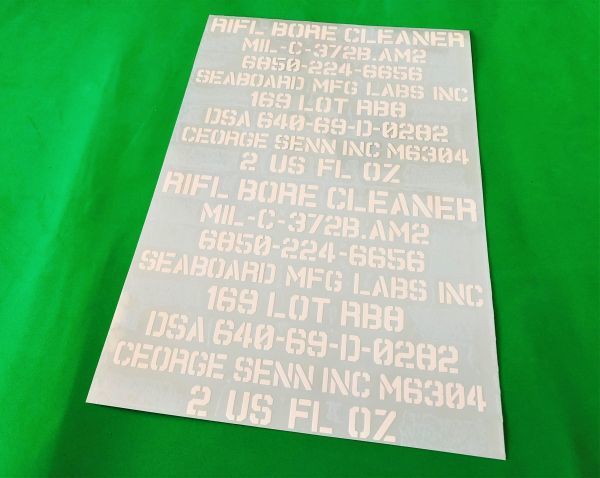 RIFL BORE CLEANER
MIL-C-372B.AM2
6850-224-6656
SEABOARD MFG LABS INC
169 LOT RB8
DSA 640-69-D-0282
CEORGE SENN INC M6304
2 US FL OZ
RIFL BORE CLEANER
MIL-C-372B.AM2
6850-224-6656
SEABOARD MFG LABS INC
169 LOT RB8
DSA 640-69-D-0282
CEORGE SENN INC M6304
2 US FL OZ